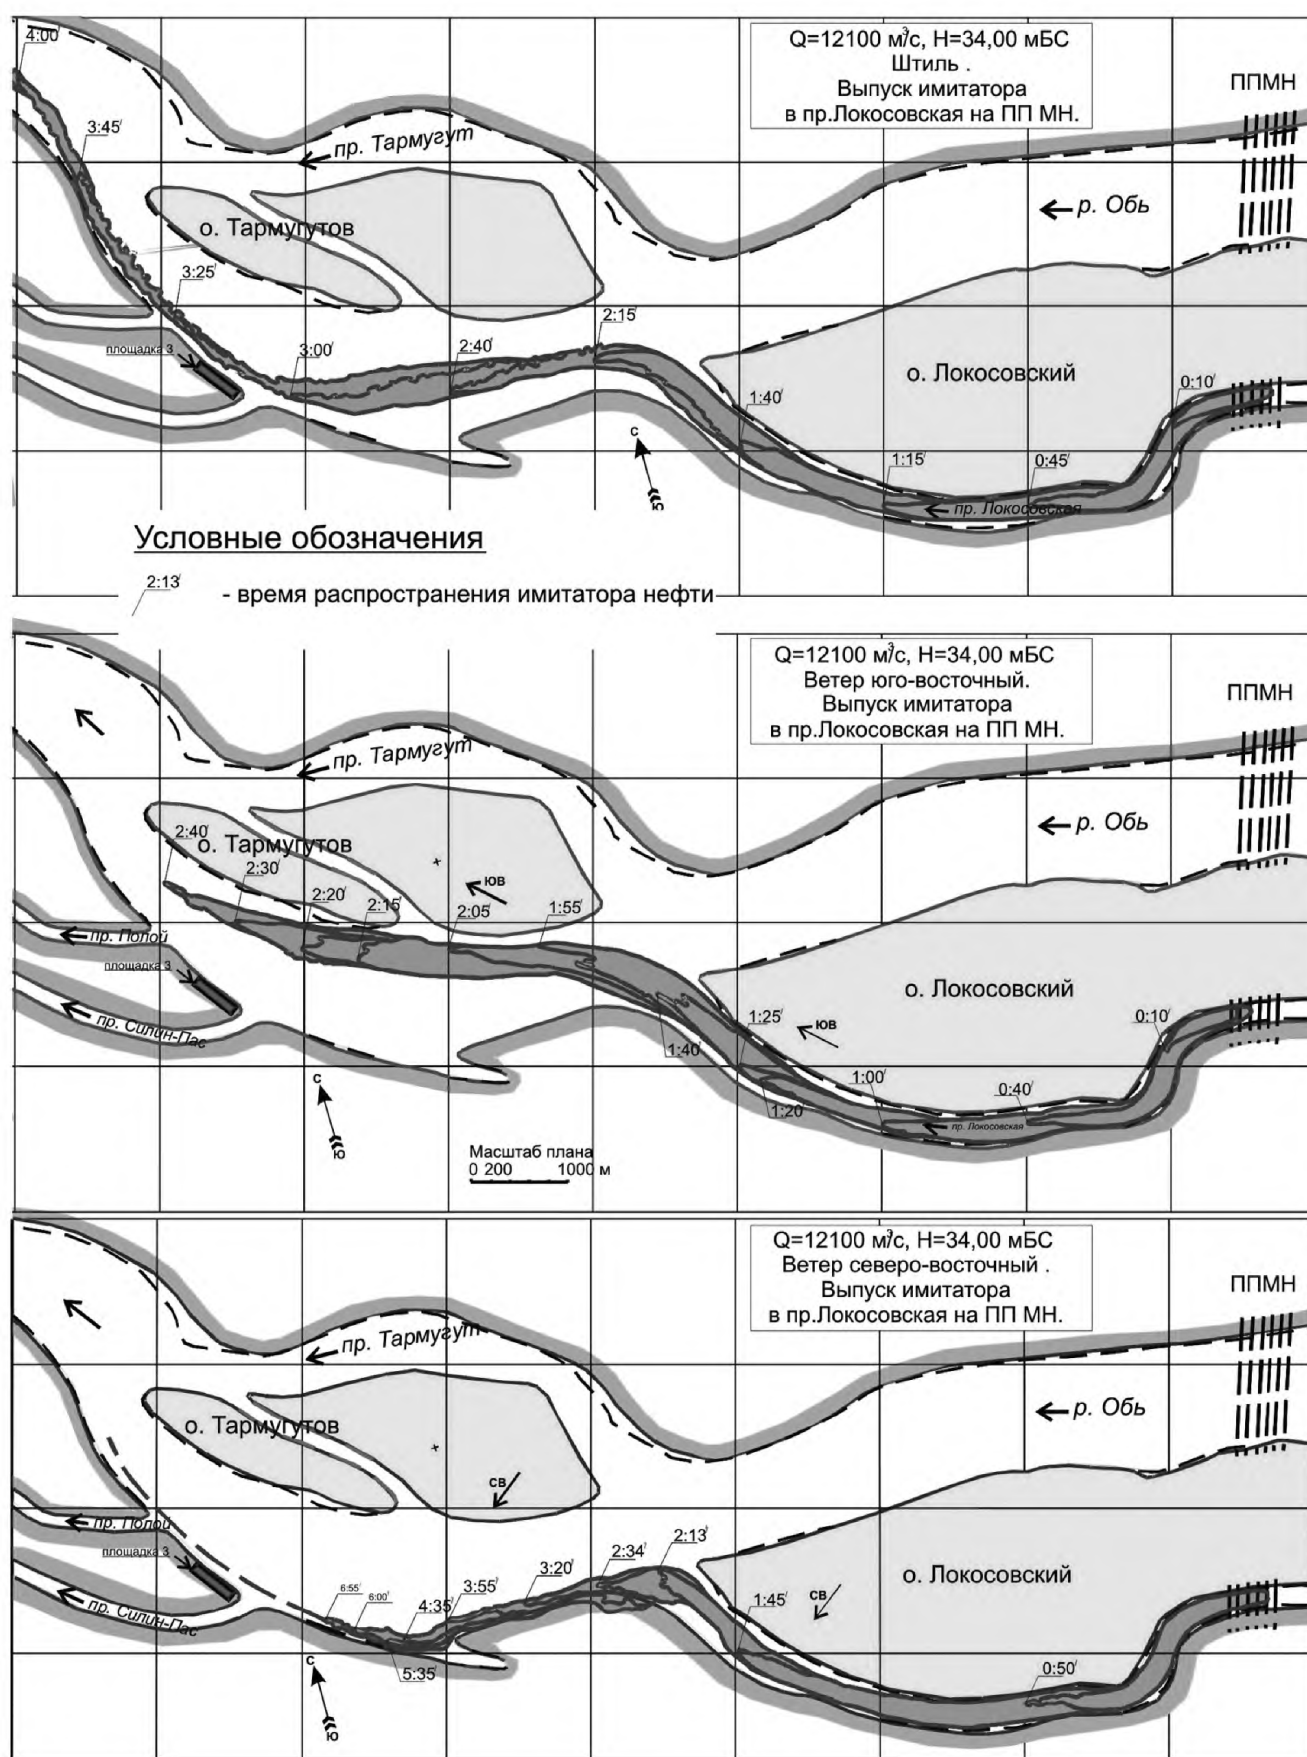 Q=12100 м³/с, H=34,00 мБС
Штиль .
Выпуск имитатора
в пр.Локосовская на ПП МН.
ППМН
4:00'
3:45'
пр. Тармугут
р. Обь
о. Тармугутов
3:25'
2:15'
площадка 3
3:00'
2:40'
о. Локосовский
0:10'
1:40'
С
1:15'
0:45'
пр. Локосовская
Ю
Условные обозначения
2:13'
- время распространения имитатора нефти
Q=12100 м³/с, H=34,00 мБС
Ветер юго-восточный.
Выпуск имитатора
в пр.Локосовская на ПП МН.
ППМН
пр. Тармугут
р. Обь
2:40'
о. Тармугутов
2:30'
ЮВ
2:20'
2:15'
2:05'
1:55'
пр. Полой
площадка 3
о. Локосовский
пр. Силин-Пас
1:25'
ЮВ
0:10'
1:40'
С
1:00'
0:40'
1:20'
пр. Локосовская
Ю
Масштаб плана
0 200 1000 м
Q=12100 м³/с, H=34,00 мБС
Ветер северо-восточный .
Выпуск имитатора
в пр.Локосовская на ПП МН.
ППМН
пр. Тармугут
р. Обь
о. Тармугутов
СВ
пр. Полой
площадка 3
2:13'
2:34'
3:20'
3:55'
4:35'
6:55'
6:00'
о. Локосовский
СВ
1:45'
пр. Силин-Пас
С
5:35'
0:50'
Ю